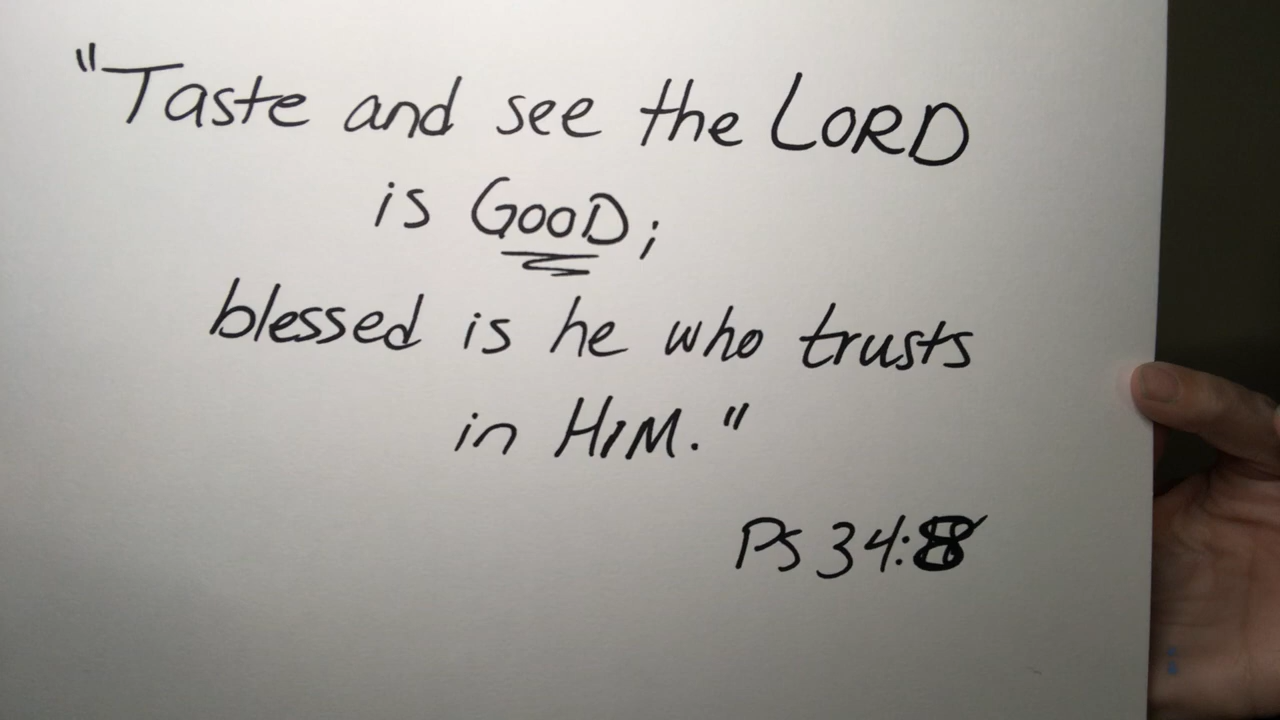 "Taste and see the LORD
is GOOD;
blessed is he who trusts
in HIM."
Ps 34:8